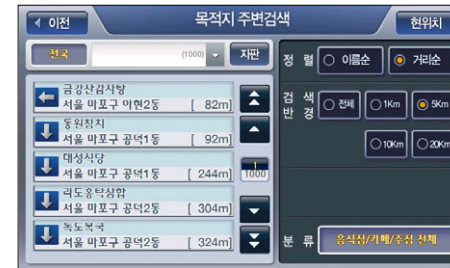 이전
목적지 주변검색
현위치
전국
(1000)
자판
정 렬
이름순
거리순
금강산감자탕
서울 마포구 아현2동 [ 82m]
동원참치
서울 마포구 공덕1동 [ 92m]
대성식당
서울 마포구 공덕1동 [ 244m]
라도홍탁삼합
서울 마포구 공덕2동 [ 304m]
독도복국
서울 마포구 공덕2동 [ 324m]
1
1000
검 색
반 경
전체
1Km
5Km
10Km
20Km
분 류
음식점/카페/주점 전체